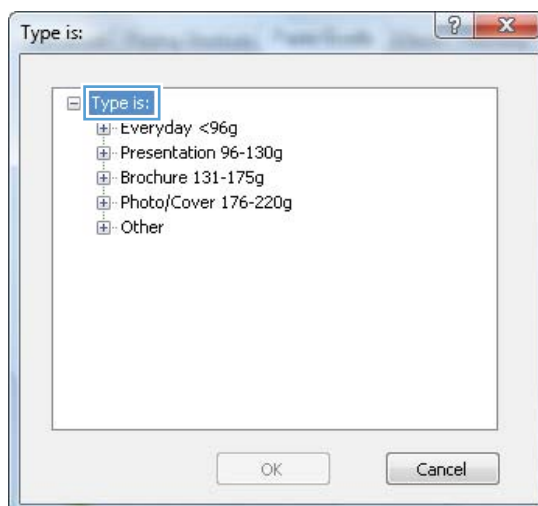 Type is:
Type is:
Everyday <96g
Presentation 96-130g
Brochure 131-175g
Photo/Cover 176-220g
Other
OK
Cancel